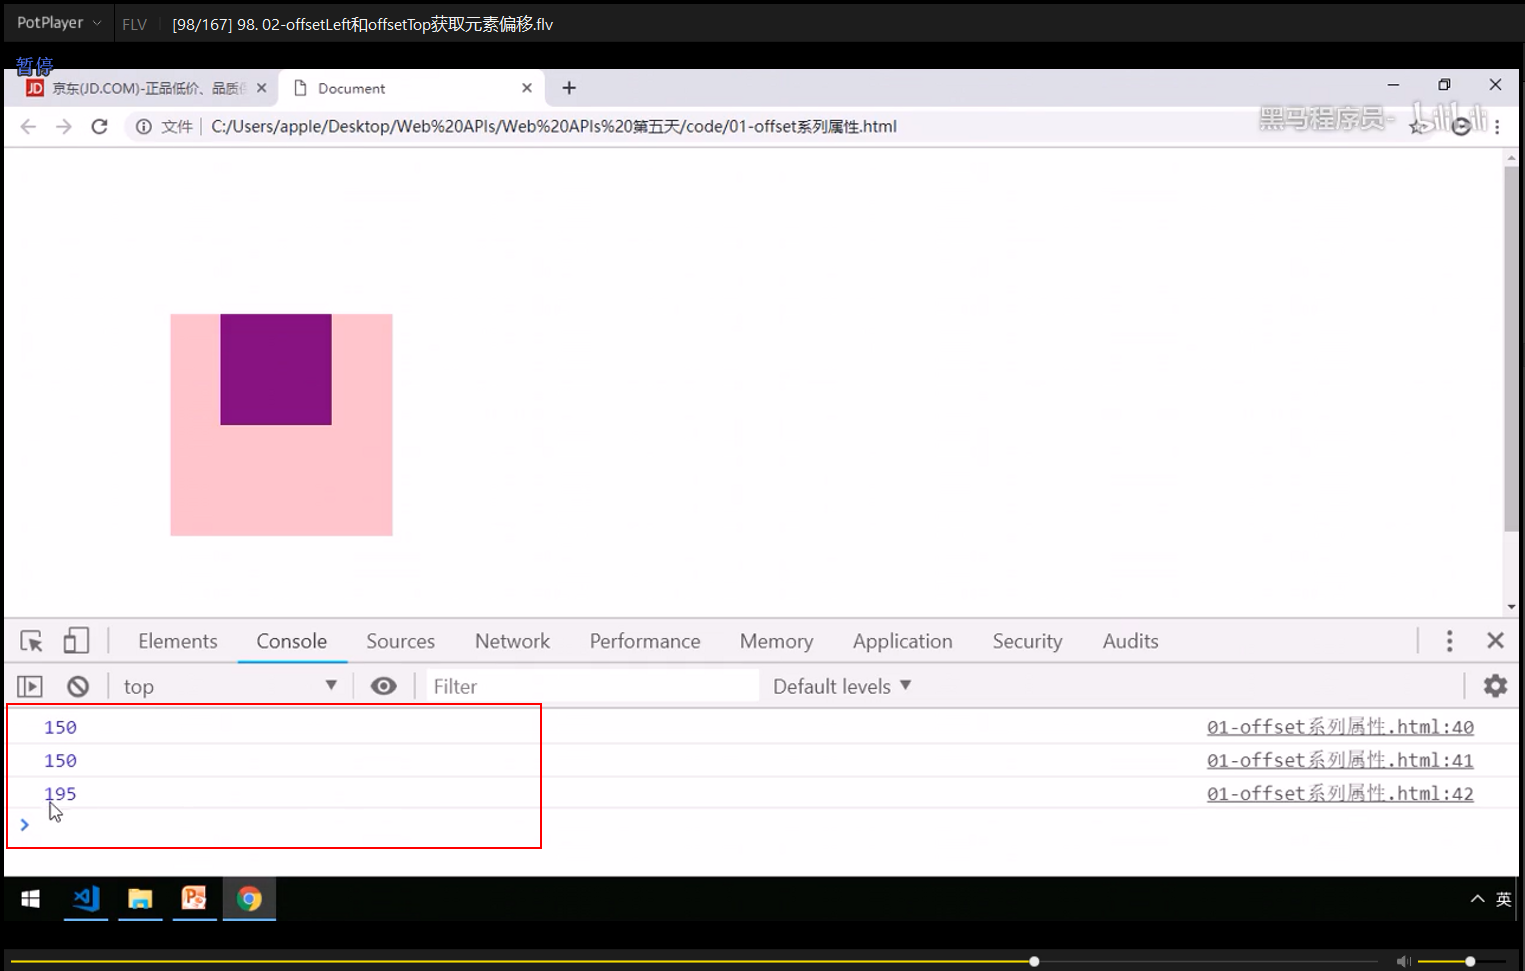 PotPlayer FLV [98/167] 98. 02-offsetLeft和offsetTop获取元素偏移.flv
暂停
JD 京东(JD.COM)-正品低价、品质 Document
文件 C:/Users/apple/Desktop/Web%20APIs/Web%20APIs%20第五天/code/01-offset系列属性.html
黑马程序员- bilibili
Elements Console Sources Network Performance Memory Application Security Audits
top Filter Default levels
150 01-offset系列属性.html:40
150 01-offset系列属性.html:41
195 01-offset系列属性.html:42
英